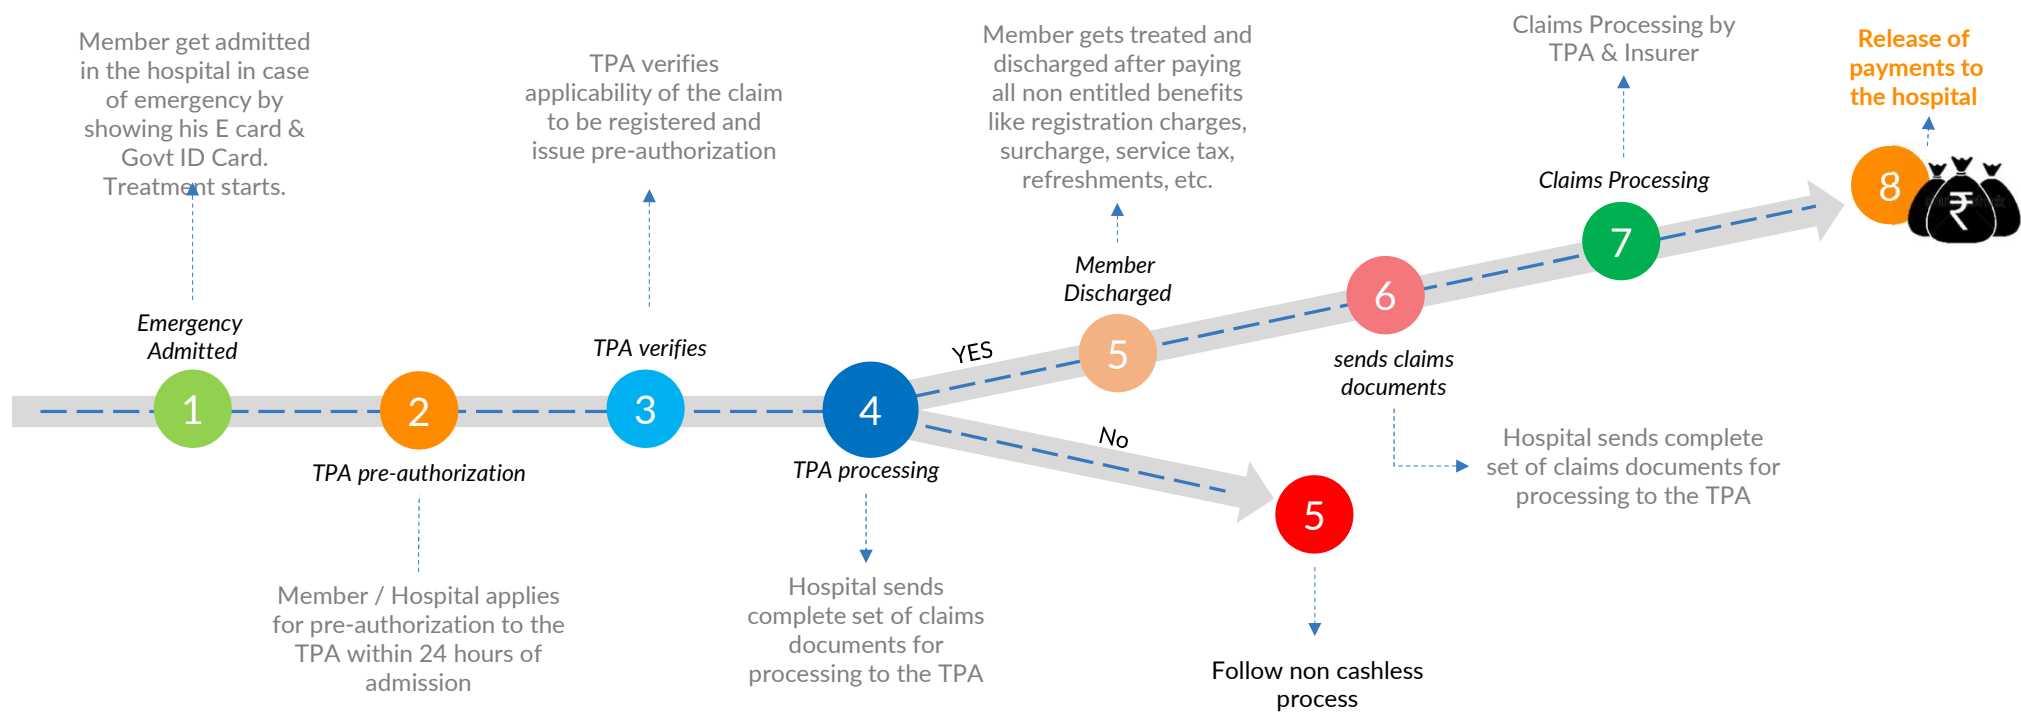 Member get admitted
in the hospital in case
of emergency by
showing his E card &
Govt ID Card.
Treatment starts.
Emergency
Admitted
1
2
TPA pre-authorization
Member / Hospital applies
for pre-authorization to the
TPA within 24 hours of
admission
TPA verifies
applicability of the claim
to be registered and
issue pre-authorization
TPA verifies
3
4
TPA processing
Hospital sends
complete set of claims
documents for
processing to the TPA
YES
Member gets treated and
discharged after paying
all non entitled benefits
like registration charges,
surcharge, service tax,
refreshments, etc.
Member
Discharged
5
No
5
Follow non cashless
process
6
sends claims
documents
Hospital sends complete
set of claims documents for
processing to the TPA
Claims Processing by
TPA & Insurer
Claims Processing
7
Release of
payments to
the hospital
8
₹